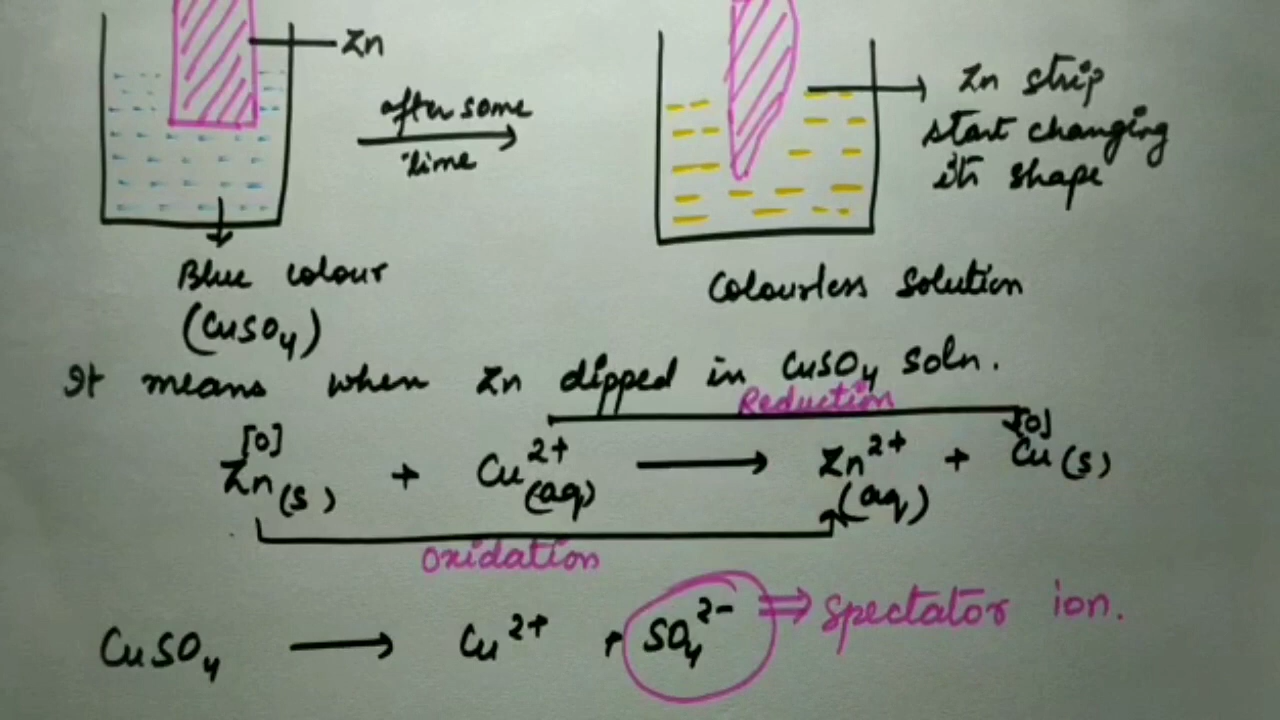 Zn
after some
time
Zn strip
start changing
its shape
Blue colour
(CuSO4)
Colourless solution
It means when Zn dipped in CuSO4 soln.
Reduction
[0] [0]
Zn(s) + Cu2+(aq) ⟶ Zn2+(aq) + Cu(s)
Oxidation
CuSO4 ⟶ Cu2+ + SO42- ⇒ Spectator ion.